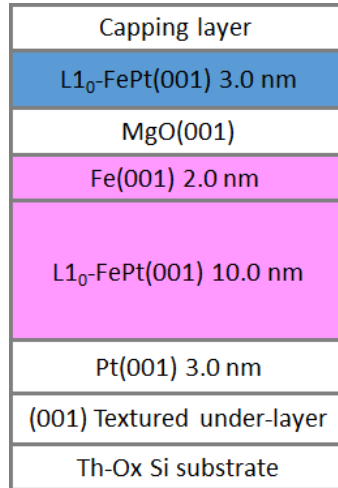 Capping layer
L1₀-FePt(001) 3.0 nm
MgO(001)
Fe(001) 2.0 nm
L1₀-FePt(001) 10.0 nm
Pt(001) 3.0 nm
(001) Textured under-layer
Th-Ox Si substrate